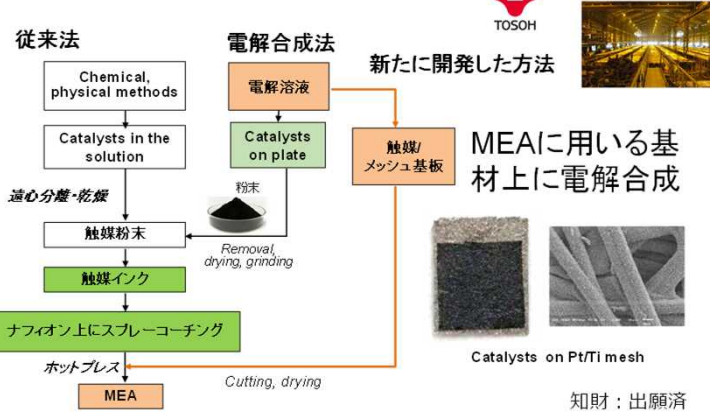 TOSOH
従来法
電解合成法
新たに開発した方法
Chemical,
physical methods
電解溶液
Catalysts in the
solution
Catalysts
on plate
触媒/
メッシュ基板
MEAに用いる基
材上に電解合成
遠心分離・乾燥
粉末
触媒粉末
Removal,
drying, grinding
触媒インク
ナフィオン上にスプレーコーチング
Catalysts on Pt/Ti mesh
ホットプレス
Cutting, drying
MEA
知財：出願済